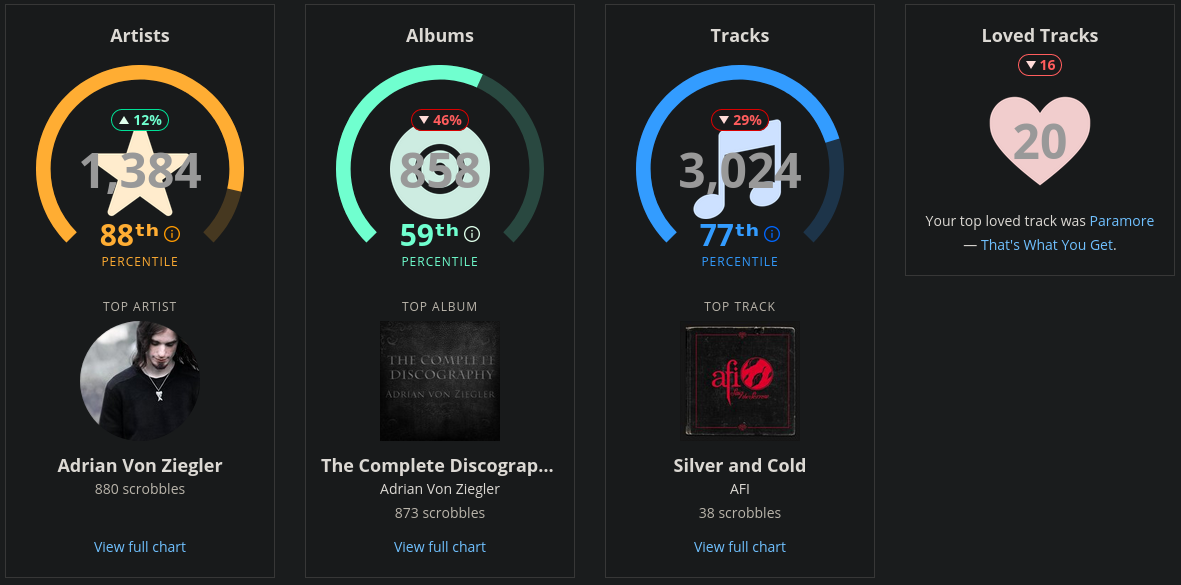 Artists
▲ 12%
1,384
88th
PERCENTILE
TOP ARTIST
Adrian Von Ziegler
880 scrobbles
View full chart
Albums
▼ 46%
858
59th
PERCENTILE
TOP ALBUM
THE COMPLETE
DISCOGRAPHY
ADRIAN VON ZIEGLER
The Complete Discograp...
Adrian Von Ziegler
873 scrobbles
View full chart
Tracks
▼ 29%
3,024
77th
PERCENTILE
TOP TRACK
afi
Silver and Cold
AFI
38 scrobbles
View full chart
Loved Tracks
▼ 16
20
Your top loved track was Paramore
— That's What You Get.